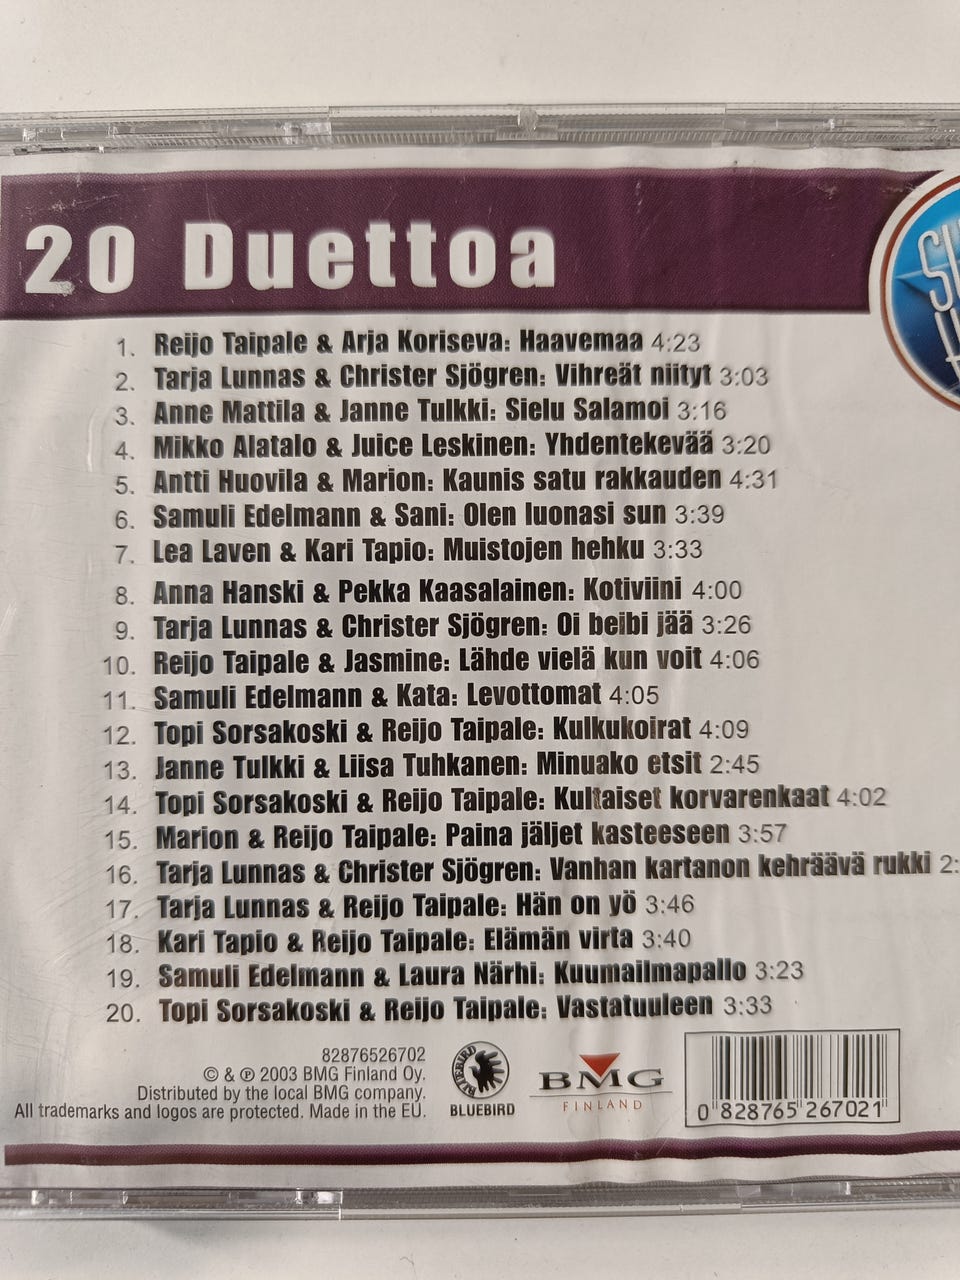 20 Duettoa
1. Reijo Taipale & Arja Koriseva: Haavemaa 4:23
2. Tarja Lunnas & Christer Sjögren: Vihreät niityt 3:03
3. Anne Mattila & Janne Tulkki: Sielu Salamoi 3:16
4. Mikko Alatalo & Juice Leskinen: Yhdentekevää 3:20
5. Antti Huovila & Marion: Kaunis satu rakkauden 4:31
6. Samuli Edelmann & Sani: Olen luonasi sun 3:39
7. Lea Laven & Kari Tapio: Muistojen hehku 3:33
8. Anna Hanski & Pekka Kaasalainen: Kotiviini 4:00
9. Tarja Lunnas & Christer Sjögren: Oi beibi jää 3:26
10. Reijo Taipale & Jasmine: Lähde vielä kun voit 4:06
11. Samuli Edelmann & Kata: Levottomat 4:05
12. Topi Sorsakoski & Reijo Taipale: Kulkukoirat 4:09
13. Janne Tulkki & Liisa Tuhkanen: Minuako etsit 2:45
14. Topi Sorsakoski & Reijo Taipale: Kultaiset korvarenkaat 4:02
15. Marion & Reijo Taipale: Paina jäljet kasteeseen 3:57
16. Tarja Lunnas & Christer Sjögren: Vanhan kartanon kehräävä rukki 2:
17. Tarja Lunnas & Reijo Taipale: Hän on yö 3:46
18. Kari Tapio & Reijo Taipale: Elämän virta 3:40
19. Samuli Edelmann & Laura Närhi: Kuumailmapallo 3:23
20. Topi Sorsakoski & Reijo Taipale: Vastatuuleen 3:33
82876526702
© & ℗ 2003 BMG Finland Oy.
Distributed by the local BMG company.
All trademarks and logos are protected. Made in the EU.
BLUEBIRD
BLUEBIRD
BMG
FINLAND
0 828765 267021